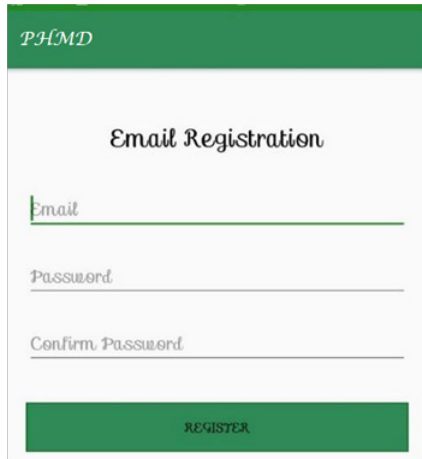 PHMD
Email Registration
Email
Password
Confirm Password
REGISTER